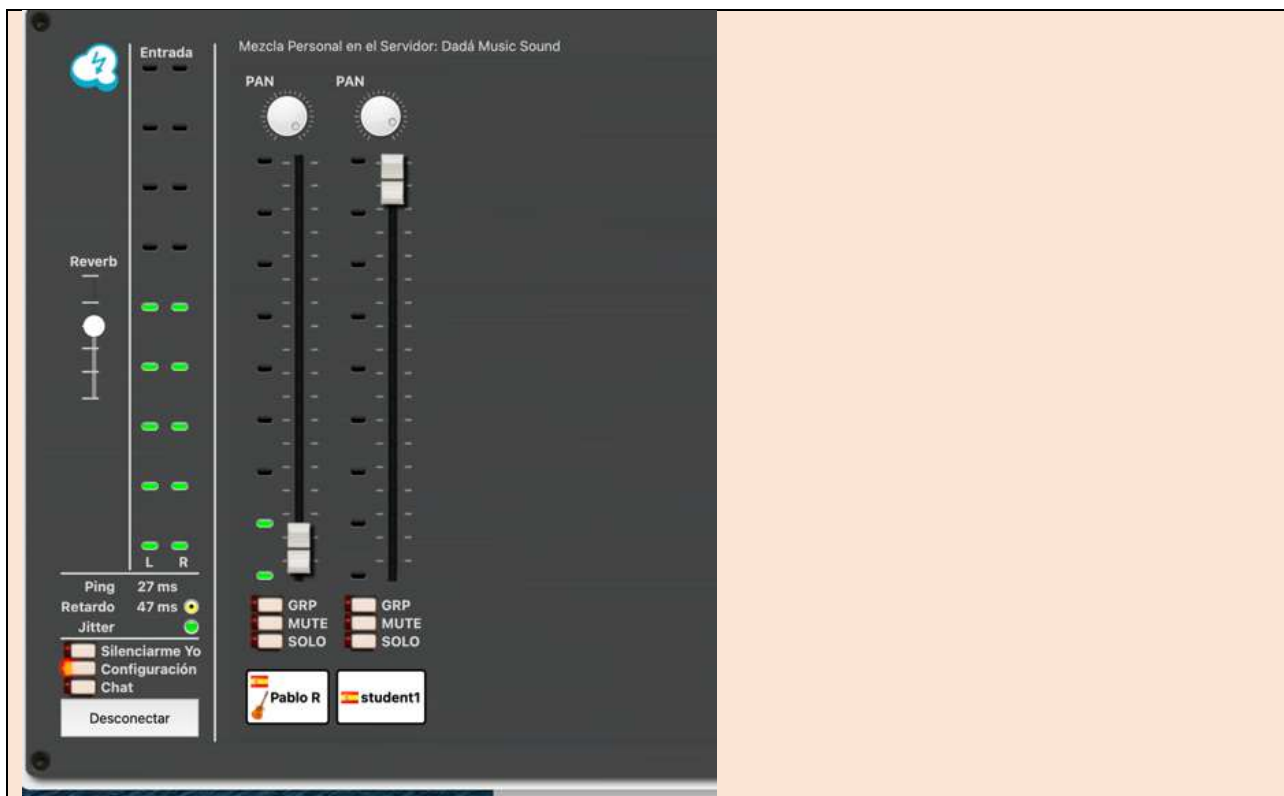 Entrada
Mezcla Personal en el Servidor: Dadá Music Sound
PAN PAN
Reverb
L R
Ping 27 ms
Retardo 47 ms
Jitter
Silenciarme Yo
Configuración
Chat
Desconectar
GRP GRP
MUTE MUTE
SOLO SOLO
Pablo R student1